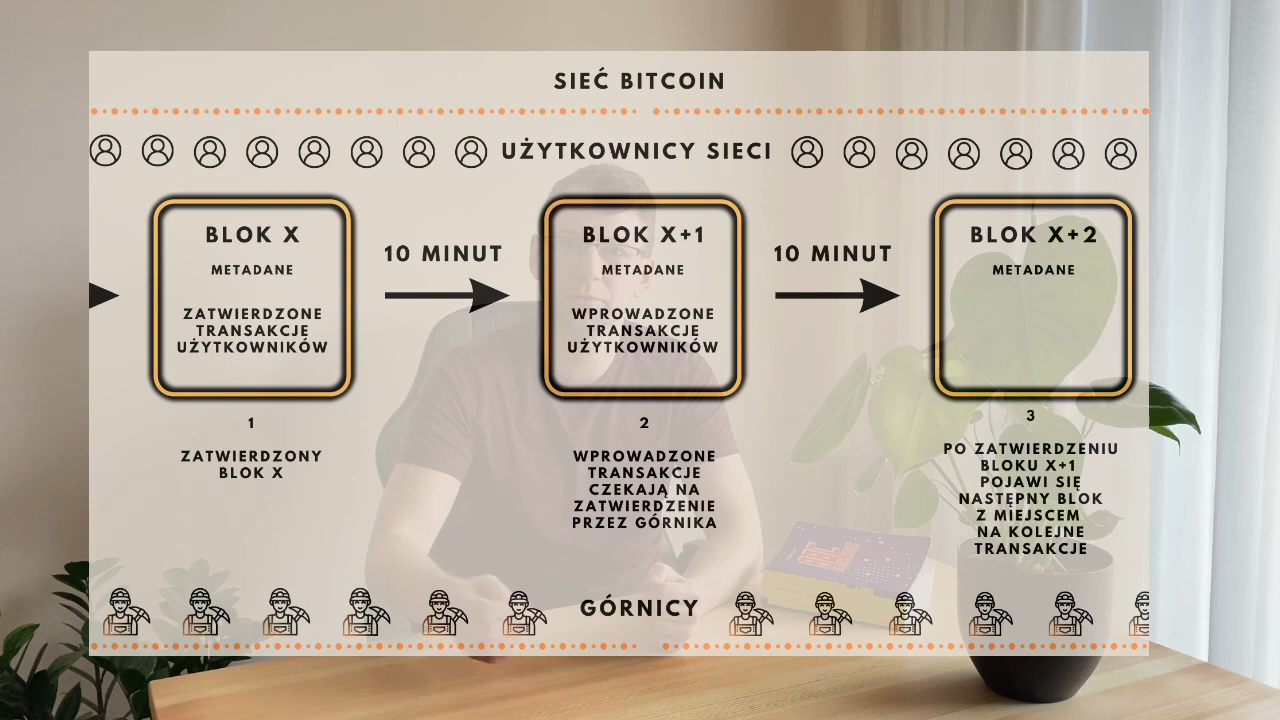 SIEĆ BITCOIN
UŻYTKOWNICY SIECI
BLOK X
METADANE
ZATWIERDZONE
TRANSAKCJE
UŻYTKOWNIKÓW
10 MINUT
BLOK X+1
METADANE
WPROWADZONE
TRANSAKCJE
UŻYTKOWNIKÓW
10 MINUT
BLOK X+2
METADANE
1
ZATWIERDZONY
BLOK X
2
WPROWADZONE
TRANSAKCJE
CZEKAJĄ NA
ZATWIERDZENIE
PRZEZ GÓRNIKA
3
PO ZATWIERDZENIU
BLOKU X+1
POJAWI SIĘ
NASTĘPNY BLOK
Z MIEJSCEM
NA KOLEJNE
TRANSAKCJE
GÓRNICY